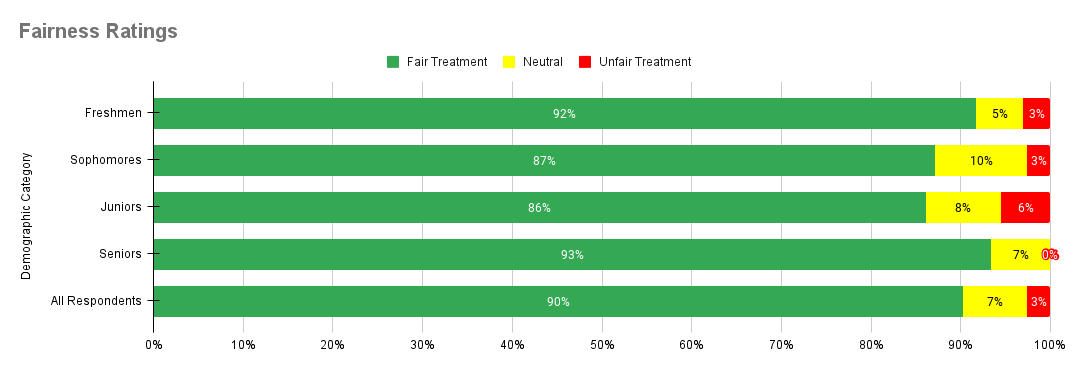 Fairness Ratings
Fair Treatment Neutral Unfair Treatment
Demographic Category
Freshmen 92% 5% 3%
Sophomores 87% 10% 3%
Juniors 86% 8% 6%
Seniors 93% 7% 0%
All Respondents 90% 7% 3%
0% 10% 20% 30% 40% 50% 60% 70% 80% 90% 100%